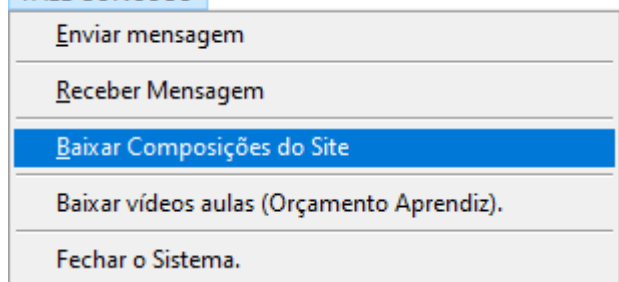 Enviar mensagem
Receber Mensagem
Baixar Composições do Site
Baixar vídeos aulas (Orçamento Aprendiz).
Fechar o Sistema.